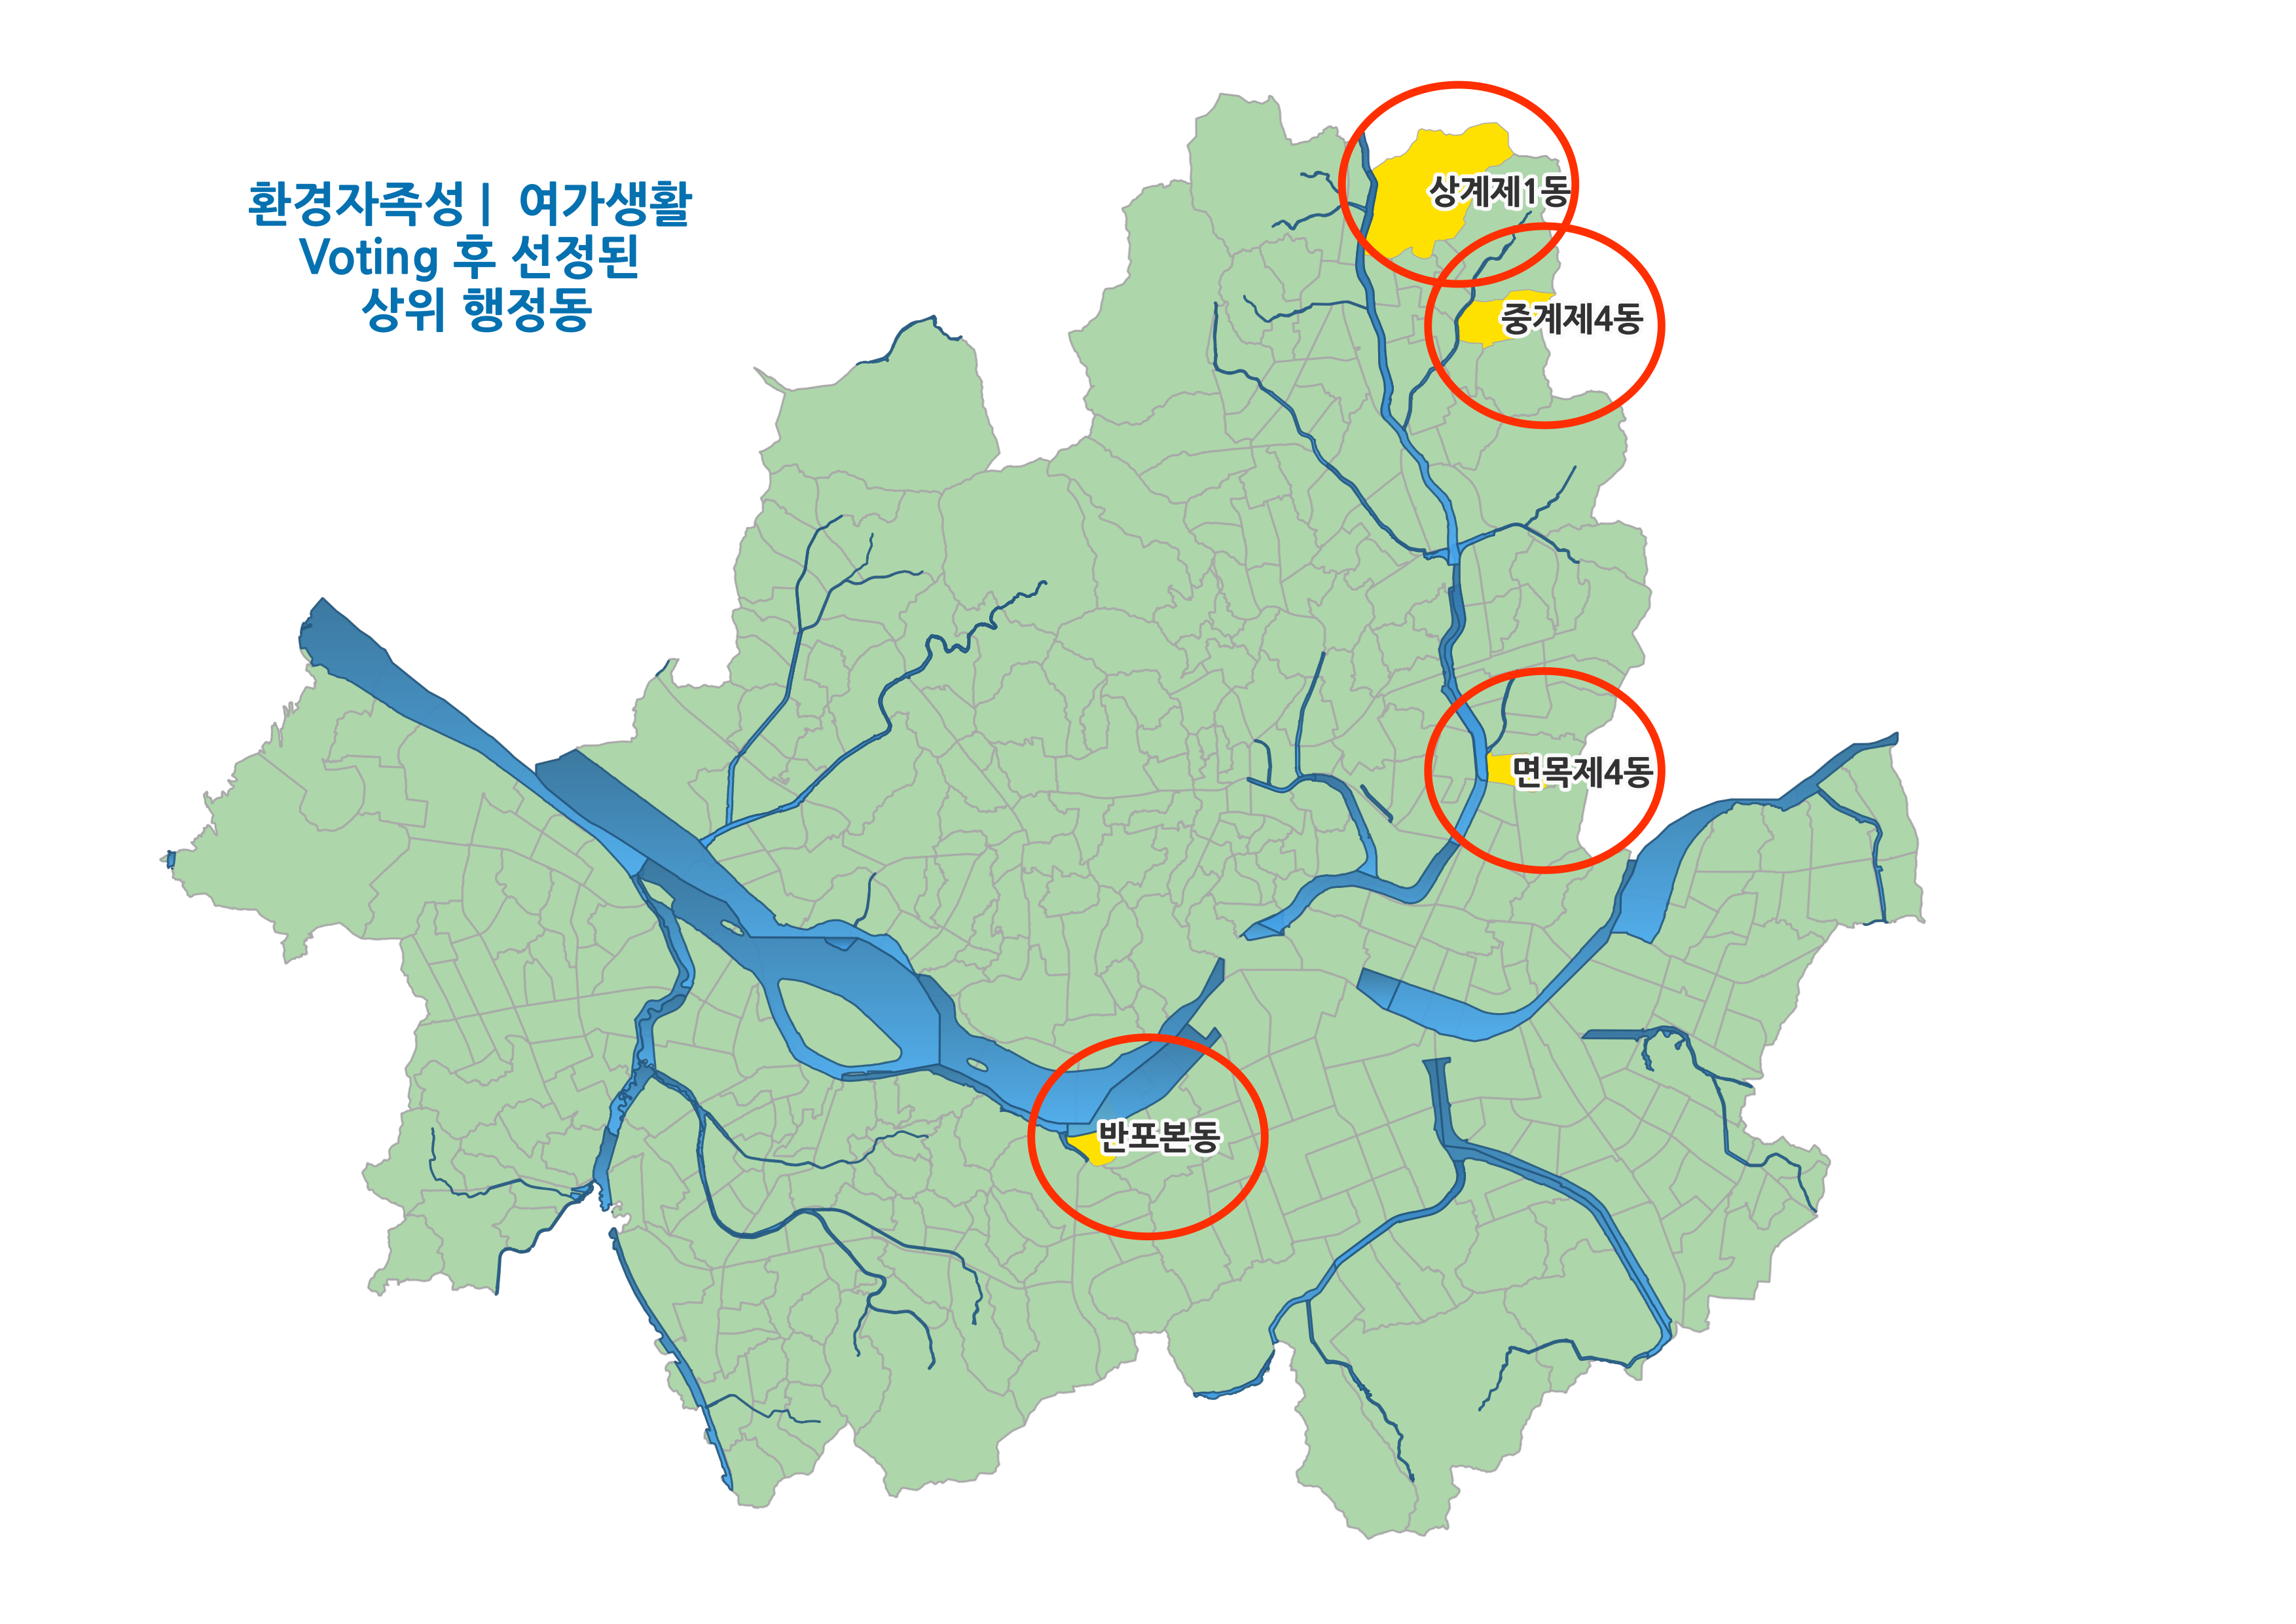 환경자족성 | 여가생활
Voting 후 선정된
상위 행정동
상계제1동
중계제4동
면목제4동
반포본동